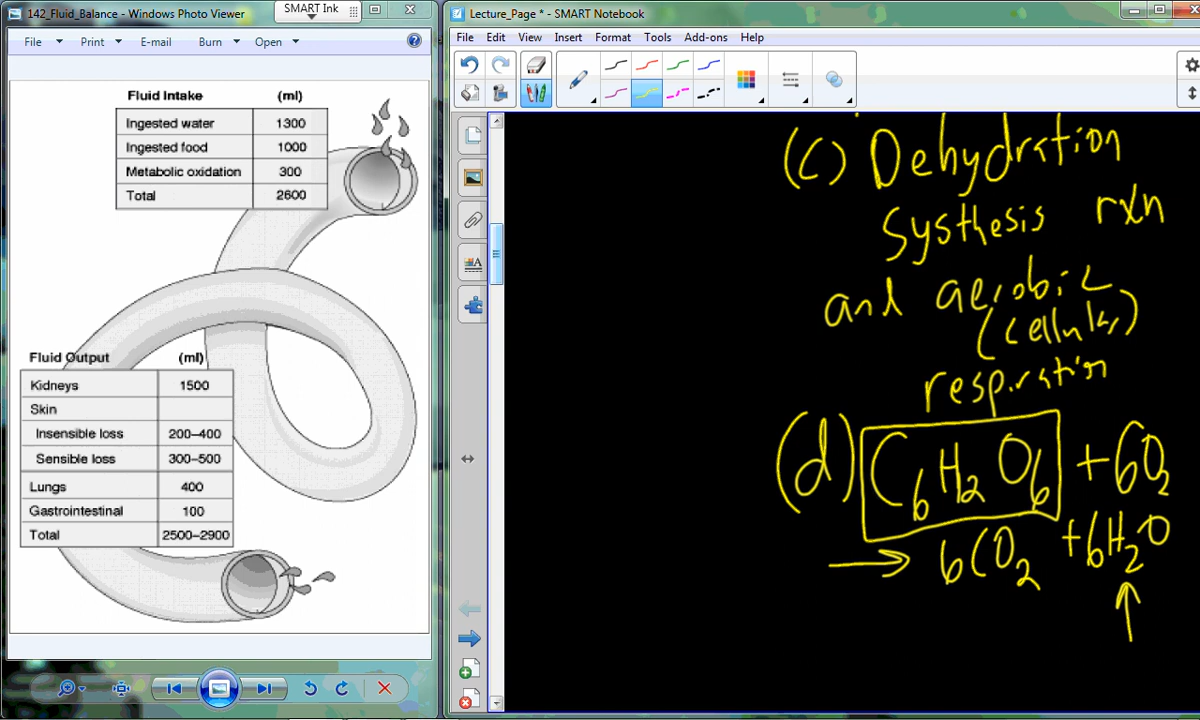 142_Fluid_Balance - Windows Photo Viewer
SMART Ink
File Print E-mail Burn Open
Fluid Intake (ml)
Ingested water 1300
Ingested food 1000
Metabolic oxidation 300
Total 2600
Fluid Output (ml)
Kidneys 1500
Skin
Insensible loss 200–400
Sensible loss 300–500
Lungs 400
Gastrointestinal 100
Total 2500–2900
Lecture_Page * - SMART Notebook
File Edit View Insert Format Tools Add-ons Help
(c) Dehydration
Systhesis rxn
and aerobic
(cellular)
respiration
(d) C6H2O6 + 6O2
→ 6CO2 + 6H2O
↑